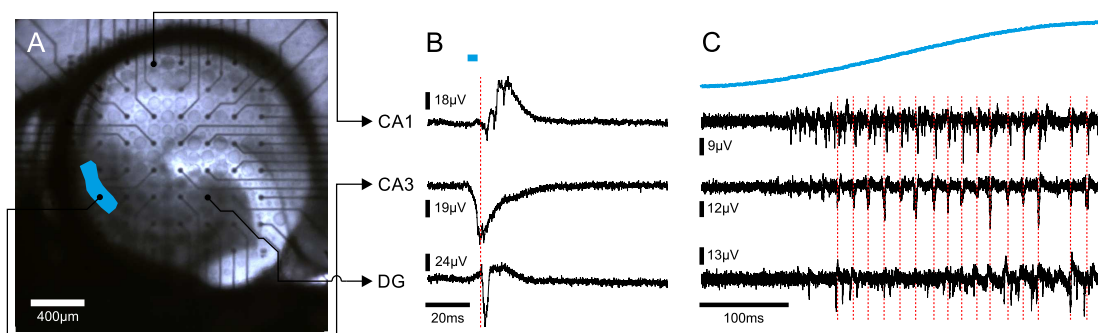 A
B
C
18µV
CA1
9µV
CA3
19µV
12µV
24µV
13µV
DG
400µm
20ms
100ms